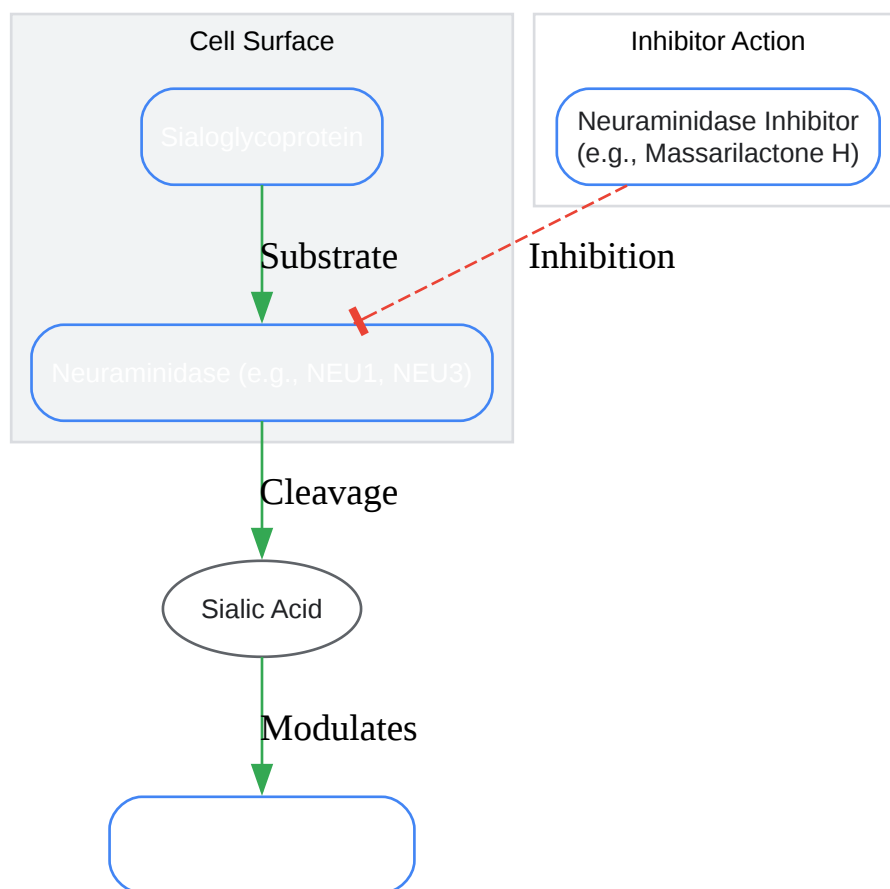 Cell Surface
Inhibitor Action
Sialoglycoprotein
Neuraminidase Inhibitor
(e.g., Massarilactone H)
Substrate
Inhibition
Neuraminidase (e.g., NEU1, NEU3)
Cleavage
Sialic Acid
Modulates